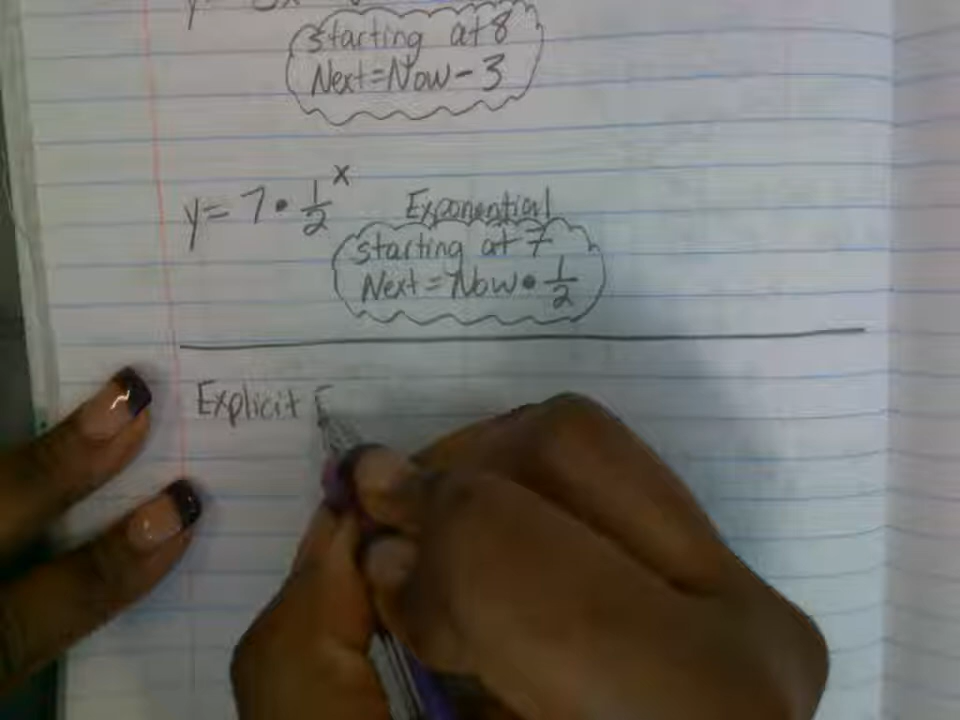 starting at 8
Next = Now - 3
y = 7 • 1/2 ^x
Exponential
starting at 7
Next = Now • 1/2
Explicit